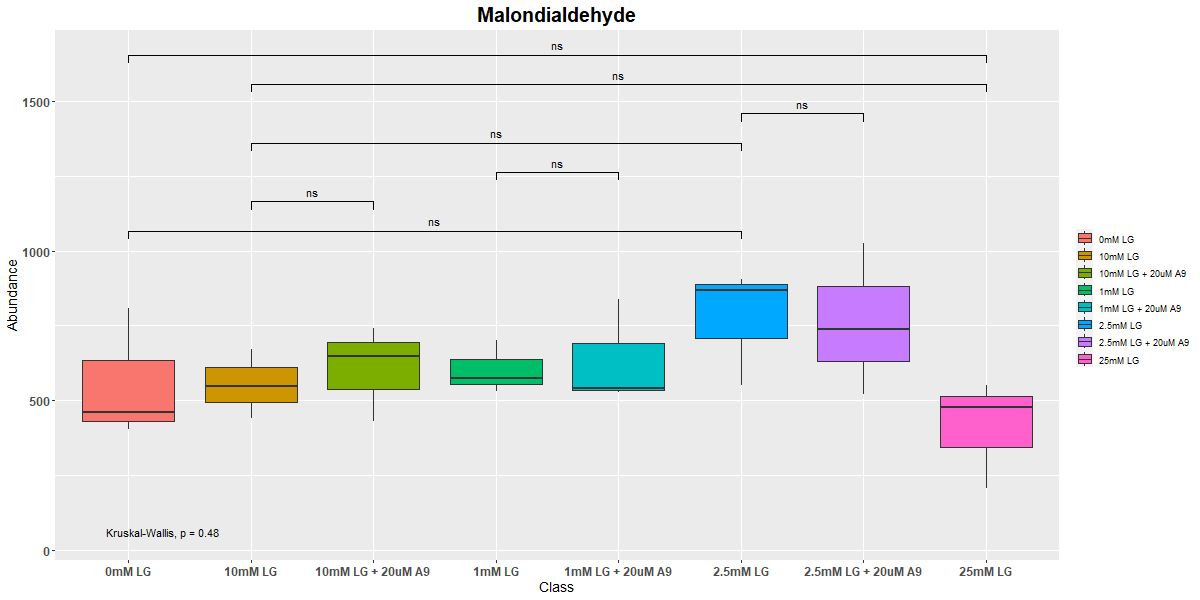 Malondialdehyde
ns
ns
ns
ns
ns
ns
ns
1500
1000
500
0
Abundance
Kruskal-Wallis, p = 0.48
0mM LG
10mM LG
10mM LG + 20uM A9
1mM LG
1mM LG + 20uM A9
2.5mM LG
2.5mM LG + 20uM A9
25mM LG
Class
0mM LG
10mM LG
10mM LG + 20uM A9
1mM LG
1mM LG + 20uM A9
2.5mM LG
2.5mM LG + 20uM A9
25mM LG